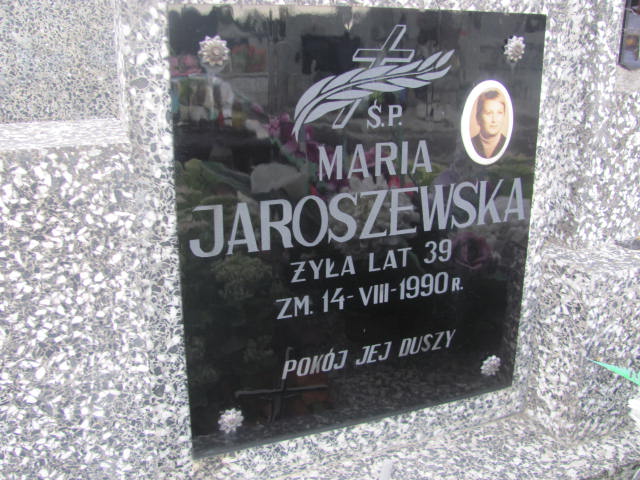 Ś.P.
MARIA
JAROSZEWSKA
ŻYŁA LAT 39
ZM. 14-VIII-1990 R.
POKÓJ JEJ DUSZY